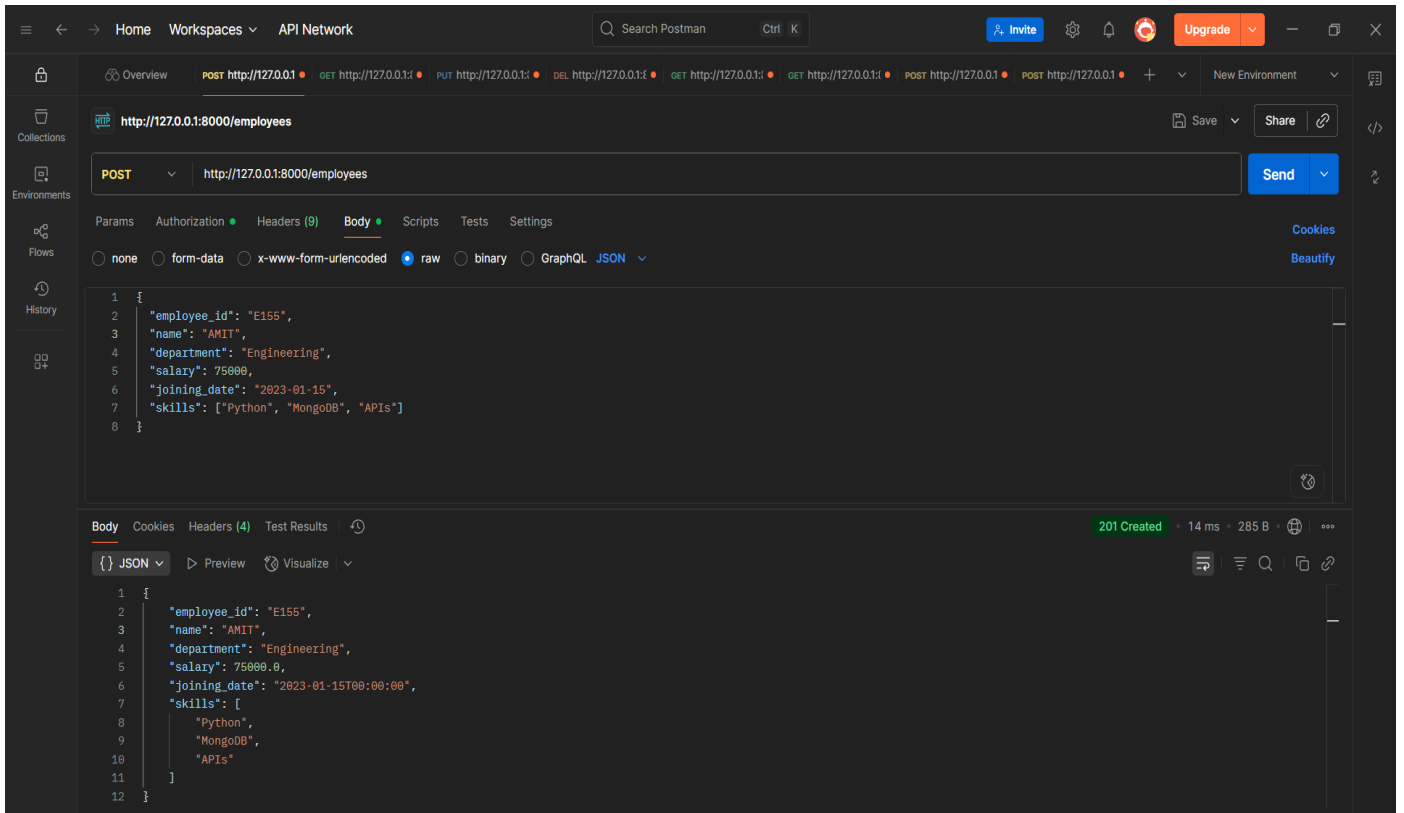 Home Workspaces API Network Search Postman Ctrl K Invite Upgrade
Overview POST http://127.0.0.1 GET http://127.0.0.1: PUT http://127.0.0.1: DEL http://127.0.0.1: GET http://127.0.0.1: GET http://127.0.0.1: POST http://127.0.0.1 POST http://127.0.0.1 New Environment
Collections
Environments
Flows
History
HTTP http://127.0.0.1:8000/employees Save Share
POST http://127.0.0.1:8000/employees Send
Params Authorization Headers (9) Body Scripts Tests Settings Cookies
none form-data x-www-form-urlencoded raw binary GraphQL JSON Beautify
1 {
2 "employee_id": "E155",
3 "name": "AMIT",
4 "department": "Engineering",
5 "salary": 75000,
6 "joining_date": "2023-01-15",
7 "skills": ["Python", "MongoDB", "APIs"]
8 }
Body Cookies Headers (4) Test Results 201 Created 14 ms 285 B
{} JSON Preview Visualize
1 {
2 "employee_id": "E155",
3 "name": "AMIT",
4 "department": "Engineering",
5 "salary": 75000.0,
6 "joining_date": "2023-01-15T00:00:00",
7 "skills": [
8 "Python",
9 "MongoDB",
10 "APIs"
11 ]
12 }